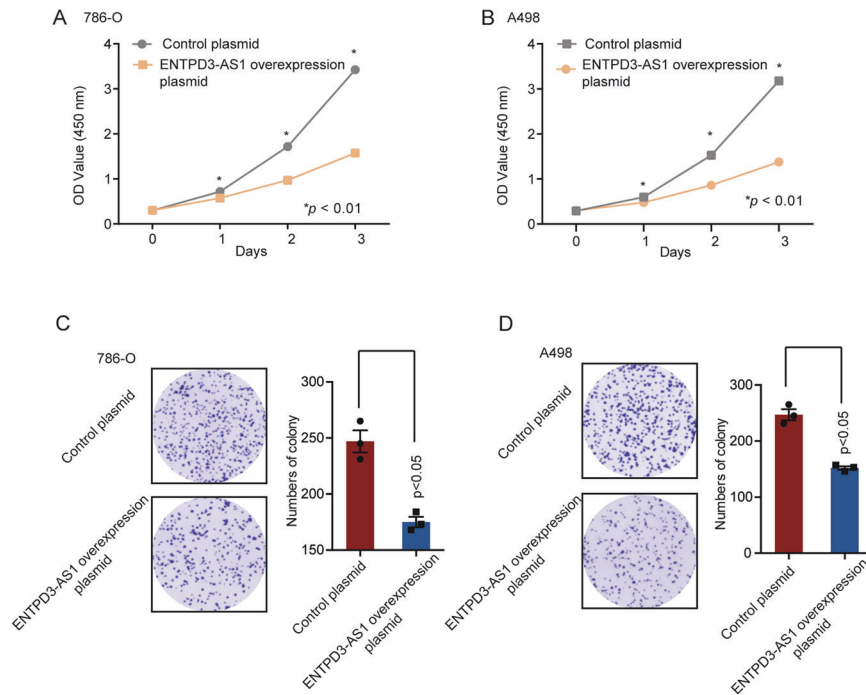 A
786-O
Control plasmid
ENTPD3-AS1 overexpression
plasmid
OD Value (450 nm)
4
3
2
1
0
*
*
*
*p < 0.01
0
1
2
3
Days
B
A498
Control plasmid
ENTPD3-AS1 overexpression
plasmid
OD Value (450 nm)
4
3
2
1
0
*
*
*
*p < 0.01
0
1
2
3
Days
C
786-O
Control plasmid
ENTPD3-AS1 overexpression
plasmid
Numbers of colony
300
250
200
150
p<0.05
Control plasmid
ENTPD3-AS1 overexpression
plasmid
D
A498
Control plasmid
ENTPD3-AS1 overexpression
plasmid
Numbers of colony
300
200
100
0
p<0.05
Control plasmid
ENTPD3-AS1 overexpression
plasmid